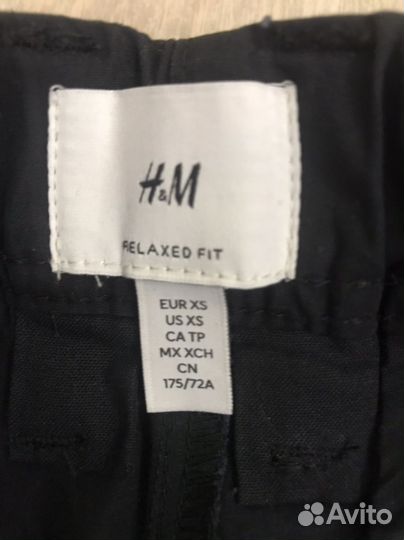 H&M
RELAXED FIT
EUR XS
US XS
CA TP
MX XCH
CN
175/72A
Avito